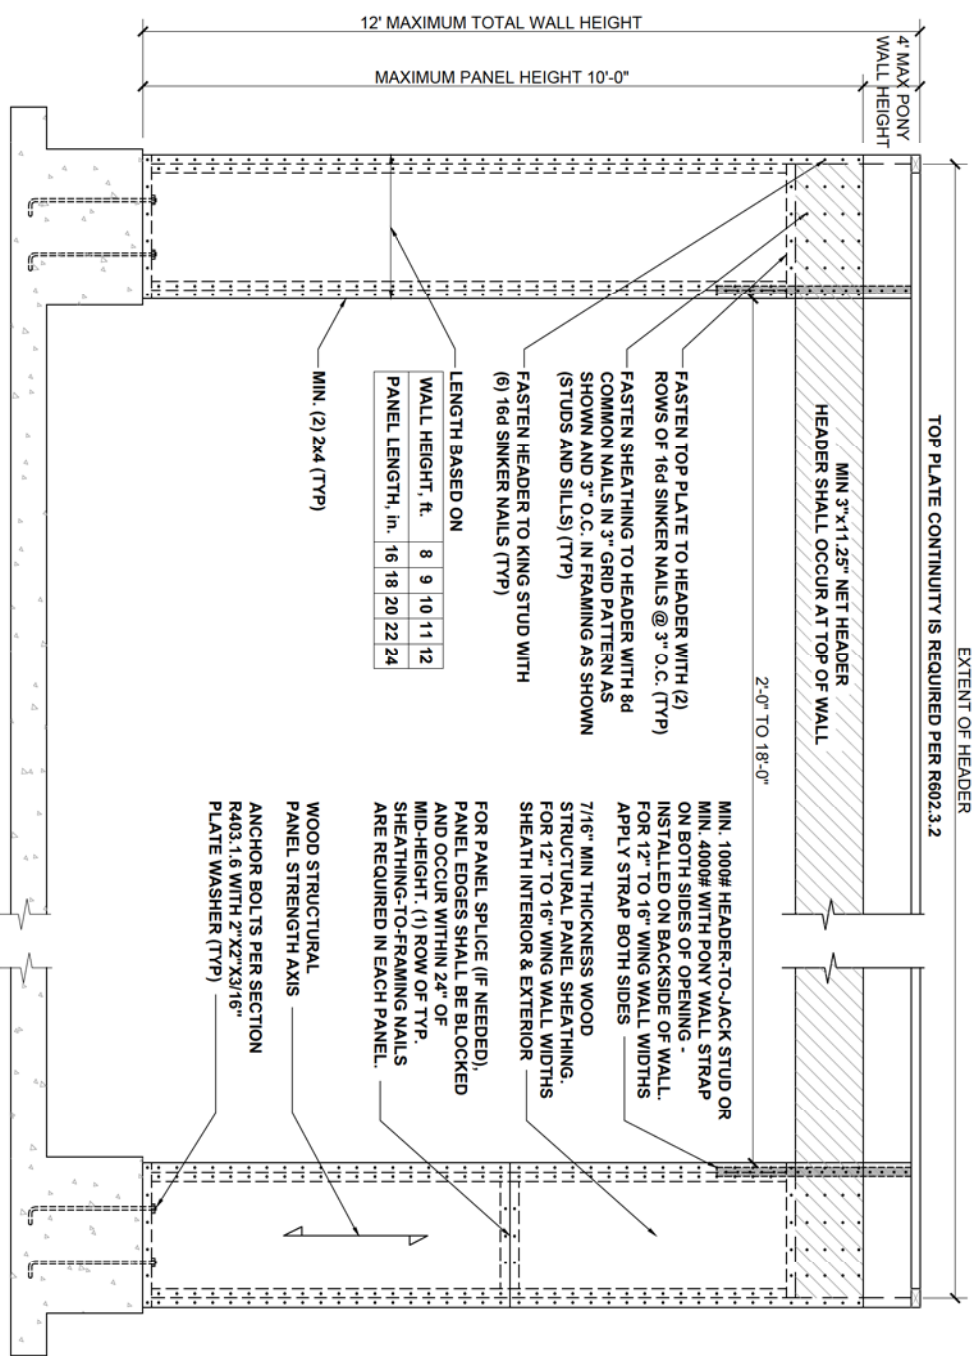 EXTENT OF HEADER
TOP PLATE CONTINUITY IS REQUIRED PER R602.3.2
12' MAXIMUM TOTAL WALL HEIGHT
MAXIMUM PANEL HEIGHT 10'-0"
4' MAX PONY
WALL HEIGHT
MIN 3"x11.25" NET HEADER
HEADER SHALL OCCUR AT TOP OF WALL
2'-0" TO 18'-0"
FASTEN TOP PLATE TO HEADER WITH (2)
ROWS OF 16d SINKER NAILS @ 3" O.C. (TYP)
FASTEN SHEATHING TO HEADER WITH 8d
COMMON NAILS IN 3" GRID PATTERN AS
SHOWN AND 3" O.C. IN FRAMING AS SHOWN
(STUDS AND SILLS) (TYP)
FASTEN HEADER TO KING STUD WITH
(6) 16d SINKER NAILS (TYP)
LENGTH BASED ON
WALL HEIGHT, ft. 8 9 10 11 12
PANEL LENGTH, in. 16 18 20 22 24
MIN. (2) 2x4 (TYP)
MIN. 1000# HEADER-TO-JACK STUD OR
MIN. 4000# WITH PONY WALL STRAP
ON BOTH SIDES OF OPENING -
INSTALLED ON BACKSIDE OF WALL.
FOR 12" TO 16" WING WALL WIDTHS
APPLY STRAP BOTH SIDES
7/16" MIN THICKNESS WOOD
STRUCTURAL PANEL SHEATHING.
FOR 12" TO 16" WING WALL WIDTHS
SHEATH INTERIOR & EXTERIOR
FOR PANEL SPLICE (IF NEEDED),
PANEL EDGES SHALL BE BLOCKED
AND OCCUR WITHIN 24" OF
MID-HEIGHT. (1) ROW OF TYP.
SHEATHING-TO-FRAMING NAILS
ARE REQUIRED IN EACH PANEL.
WOOD STRUCTURAL
PANEL STRENGTH AXIS
ANCHOR BOLTS PER SECTION
R403.1.6 WITH 2"X2"X3/16"
PLATE WASHER (TYP)